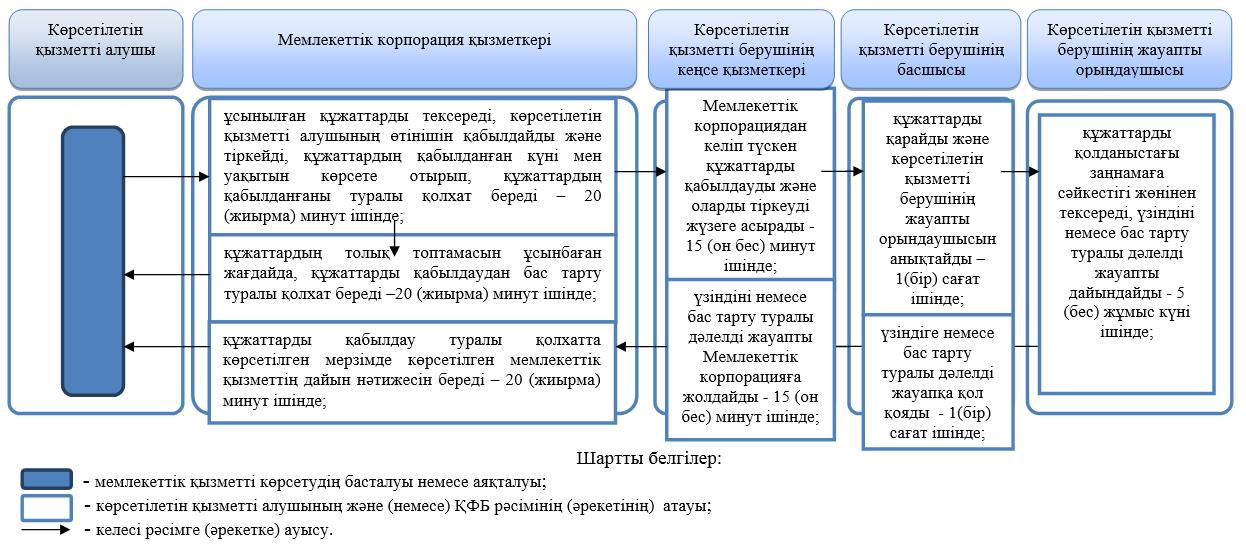 Көрсетілетін
қызметті алушы
Мемлекеттік корпорация қызметкері
Көрсетілетін
қызметті берушінің
кеңсе қызметкері
Көрсетілетін
қызметті берушінің
басшысы
Көрсетілетін қызметті
берушінің жауапты
орындаушысы
ұсынылған құжаттарды тексереді, көрсетілетін
қызметті алушының өтінішін қабылдайды және
тіркейді, құжаттардың қабылданған күні мен
уақытын көрсете отырып, құжаттардың
қабылданғаны туралы қолхат береді – 20
(жиырма) минут ішінде;
құжаттардың толық топтамасын ұсынбаған
жағдайда, құжаттарды қабылдаудан бас тарту
туралы қолхат береді –20 (жиырма) минут ішінде;
құжаттарды қабылдау туралы қолхатта
көрсетілген мерзімде көрсетілген мемлекеттік
қызметтің дайын нәтижесін береді – 20 (жиырма)
минут ішінде;
Мемлекеттік
корпорациядан
келіп түскен
құжаттарды
қабылдауды және
оларды тіркеуді
жүзеге асырады -
15 (он бес) минут
ішінде;
үзіндіні немесе
бас тарту туралы
дәлелді жауапты
Мемлекеттік
корпорацияға
жолдайды - 15 (он
бес) минут ішінде;
құжаттарды
қарайды және
көрсетілетін
қызметті
берушінің
жауапты
орындаушысын
анықтайды –
1(бір) сағат
ішінде;
үзіндіге немесе
бас тарту
туралы дәлелді
жауапқа қол
қояды - 1(бір)
сағат ішінде;
құжаттарды
қолданыстағы
заңнамаға
сәйкестігі жөнінен
тексереді, үзіндіні
немесе бас тарту
туралы дәлелді
жауапты
дайындайды - 5
(бес) жұмыс күні
ішінде;
Шартты белгілер:
- мемлекеттік қызметті көрсетудің басталуы немесе аяқталуы;
- көрсетілетін қызметті алушының және (немесе) ҚФБ рәсімінің (әрекетінің) атауы;
- келесі рәсімге (әрекетке) ауысу.